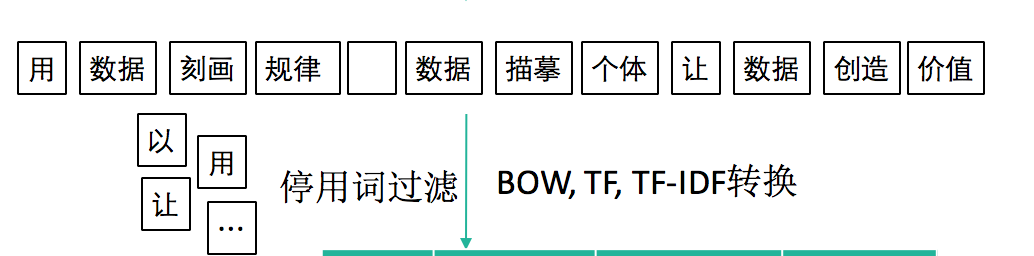 用 数据 刻画 规律 数据 描摹 个体 让 数据 创造 价值
以
用
让
...
停用词过滤
BOW, TF, TF-IDF转换